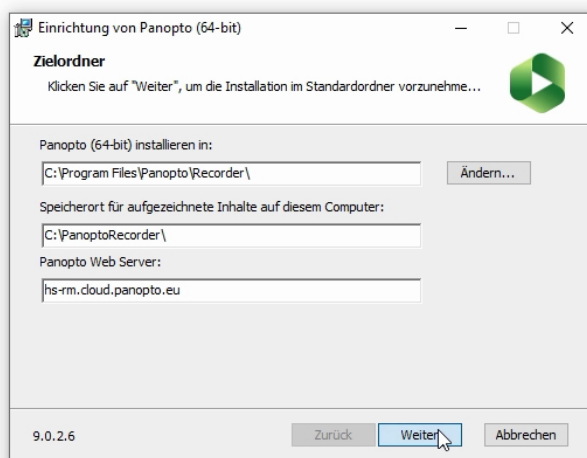 Einrichtung von Panopto (64-bit)
Zielordner
Klicken Sie auf "Weiter", um die Installation im Standardordner vorzunehme...
Panopto (64-bit) installieren in:
C:\Program Files\Panopto\Recorder\
Ändern...
Speicherort für aufgezeichnete Inhalte auf diesem Computer:
C:\PanoptoRecorder\
Panopto Web Server:
hs-rm.cloud.panopto.eu
9.0.2.6
Zurück
Weiter
Abbrechen